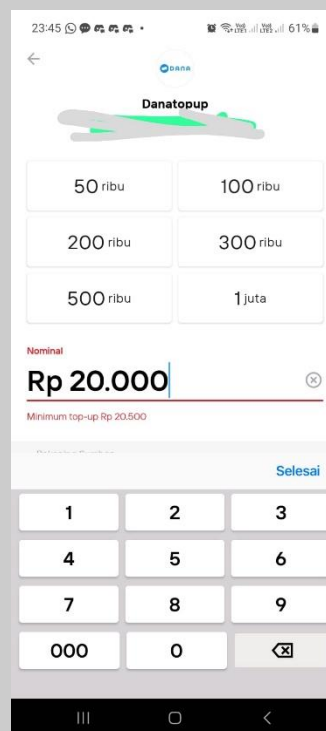 23:45
61%
DANA
Danatopup
50 ribu
100 ribu
200 ribu
300 ribu
500 ribu
1 juta
Nominal
Rp 20.000
Minimum top-up Rp 20.500
Selesai
1 2 3
4 5 6
7 8 9
000 0